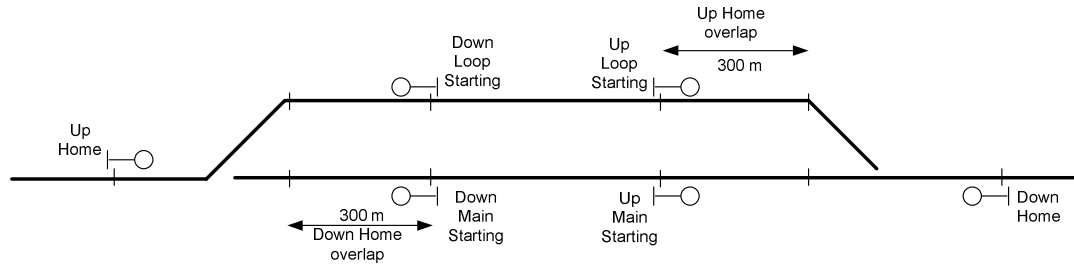 Up Home
overlap
300 m
Down
Loop
Starting
Up
Loop
Starting
Up
Home
300 m
Down Home
overlap
Down
Main
Starting
Up
Main
Starting
Down
Home